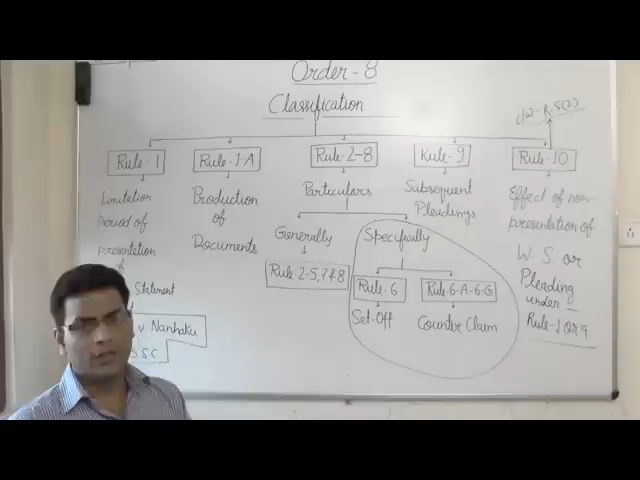 Order-8
Classification
c/w- R.5(2)
Rule-1
Limitation
Period of
presentation
of
Statement
v Nanhaku
SSC
Rule-1-A
Production
of
Documents
Rule-2-8
Particulars
Generally
Rule-2-5,7&8
Specifically
Rule-6
Set-Off
Rule-6-A-6-G
Counter Claim
Rule-9
Subsequent
Pleadings
Rule-10
Effect of non-
presentation of
W.S or
Pleading
under
Rule-1 or 9